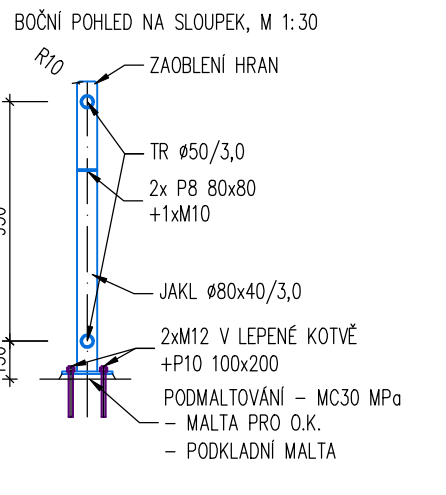 BOČNÍ POHLED NA SLOUPEK, M 1:30
R10
ZAOBLENÍ HRAN
TR ø50/3,0
2x P8 80x80
+1xM10
JAKL ø80x40/3,0
2xM12 V LEPENÉ KOTVĚ
+P10 100x200
PODMALTOVÁNÍ – MC30 MPa
– MALTA PRO O.K.
– PODKLADNÍ MALTA